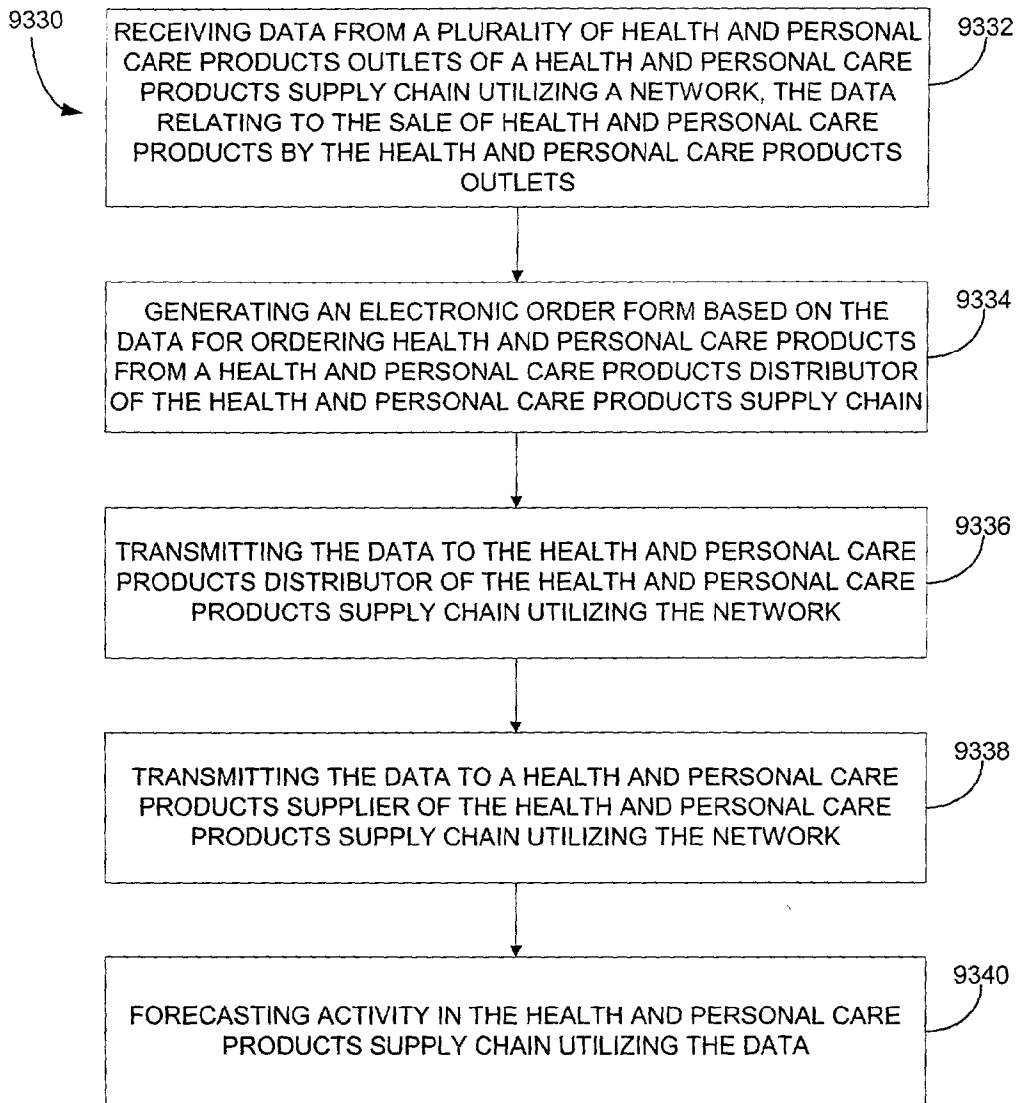 9330
RECEIVING DATA FROM A PLURALITY OF HEALTH AND PERSONAL
CARE PRODUCTS OUTLETS OF A HEALTH AND PERSONAL CARE
PRODUCTS SUPPLY CHAIN UTILIZING A NETWORK, THE DATA
RELATING TO THE SALE OF HEALTH AND PERSONAL CARE
PRODUCTS BY THE HEALTH AND PERSONAL CARE PRODUCTS
OUTLETS
9332
GENERATING AN ELECTRONIC ORDER FORM BASED ON THE
DATA FOR ORDERING HEALTH AND PERSONAL CARE PRODUCTS
FROM A HEALTH AND PERSONAL CARE PRODUCTS DISTRIBUTOR
OF THE HEALTH AND PERSONAL CARE PRODUCTS SUPPLY CHAIN
9334
TRANSMITTING THE DATA TO THE HEALTH AND PERSONAL CARE
PRODUCTS DISTRIBUTOR OF THE HEALTH AND PERSONAL CARE
PRODUCTS SUPPLY CHAIN UTILIZING THE NETWORK
9336
TRANSMITTING THE DATA TO A HEALTH AND PERSONAL CARE
PRODUCTS SUPPLIER OF THE HEALTH AND PERSONAL CARE
PRODUCTS SUPPLY CHAIN UTILIZING THE NETWORK
9338
FORECASTING ACTIVITY IN THE HEALTH AND PERSONAL CARE
PRODUCTS SUPPLY CHAIN UTILIZING THE DATA
9340